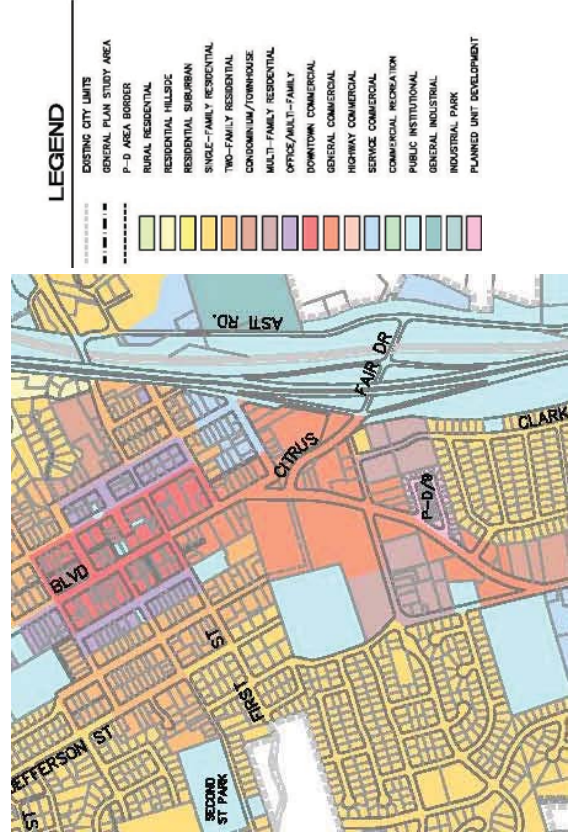 LEGEND
EXISTING CITY LIMITS
GENERAL PLAN STUDY AREA
P-D AREA BORDER
RURAL RESIDENTIAL
RESIDENTIAL HILLSIDE
RESIDENTIAL SUBURBAN
SINGLE-FAMILY RESIDENTIAL
TWO-FAMILY RESIDENTIAL
CONDOMINIUM/TOWNHOUSE
MULTI-FAMILY RESIDENTIAL
OFFICE/MULTI-FAMILY
DOWNTOWN COMMERCIAL
GENERAL COMMERCIAL
HIGHWAY COMMERCIAL
SERVICE COMMERCIAL
COMMERCIAL RECREATION
PUBLIC INSTITUTIONAL
GENERAL INDUSTRIAL
INDUSTRIAL PARK
PLANNED UNIT DEVELOPMENT
ASTI RD.
FAIR DR
CITRUS
CLARK
P-D/9
BLVD
ST
FIRST
JEFFERSON ST
SECOND
ST PARK
ST